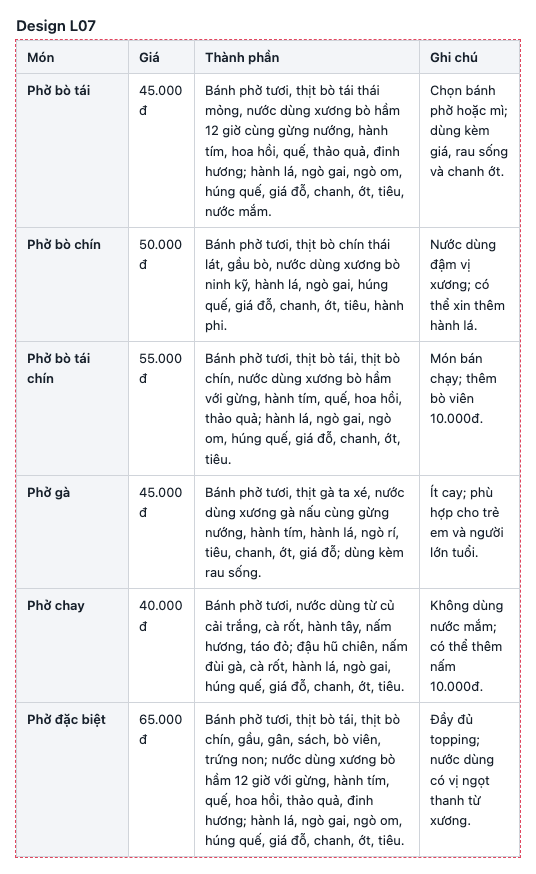 Design L07
Món Giá Thành phần Ghi chú
Phở bò tái
45.000
đ
Bánh phở tươi, thịt bò tái thái
mỏng, nước dùng xương bò hầm
12 giờ cùng gừng nướng, hành
tím, hoa hồi, quế, thảo quả, đinh
hương; hành lá, ngò gai, ngò om,
húng quế, giá đỗ, chanh, ớt, tiêu,
nước mắm.
Chọn bánh
phở hoặc mì;
dùng kèm
giá, rau sống
và chanh ớt.
Phở bò chín
50.000
đ
Bánh phở tươi, thịt bò chín thái
lát, gầu bò, nước dùng xương bò
ninh kỹ, hành lá, ngò gai, húng
quế, giá đỗ, chanh, ớt, tiêu, hành
phi.
Nước dùng
đậm vị
xương; có
thể xin thêm
hành lá.
Phở bò tái
chín
55.000
đ
Bánh phở tươi, thịt bò tái, thịt bò
chín, nước dùng xương bò hầm
với gừng, hành tím, quế, hoa hồi,
thảo quả; hành lá, ngò gai, ngò
om, húng quế, giá đỗ, chanh, ớt,
tiêu.
Món bán
chạy; thêm
bò viên
10.000đ.
Phở gà
45.000
đ
Bánh phở tươi, thịt gà ta xé, nước
dùng xương gà nấu cùng gừng
nướng, hành tím, hành lá, ngò rí,
tiêu, chanh, ớt, giá đỗ; dùng kèm
rau sống.
Ít cay; phù
hợp cho trẻ
em và người
lớn tuổi.
Phở chay
40.000
đ
Bánh phở tươi, nước dùng từ củ
cải trắng, cà rốt, hành tây, nấm
hương, táo đỏ; đậu hũ chiên, nấm
đùi gà, cà rốt, hành lá, ngò gai,
húng quế, giá đỗ, chanh, ớt, tiêu.
Không dùng
nước mắm;
có thể thêm
nấm
10.000đ.
Phở đặc biệt
65.000
đ
Bánh phở tươi, thịt bò tái, thịt bò
chín, gầu, gân, sách, bò viên,
trứng non; nước dùng xương bò
hầm 12 giờ với gừng, hành tím,
quế, hoa hồi, thảo quả, đinh
hương; hành lá, ngò gai, ngò om,
húng quế, giá đỗ, chanh, ớt, tiêu.
Đầy đủ
topping;
nước dùng
có vị ngọt
thanh từ
xương.